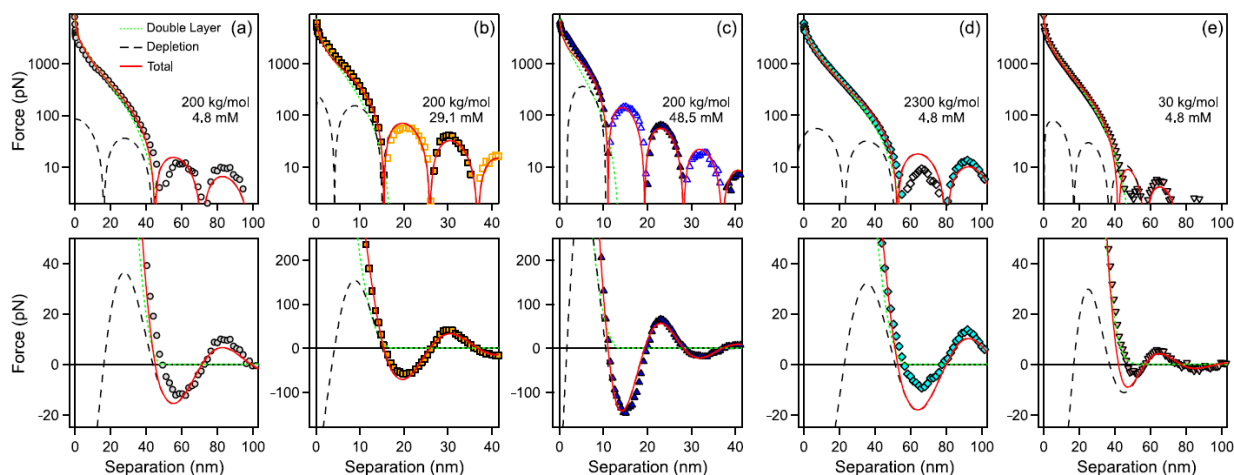 (a)
Double Layer
Depletion
Total
200 kg/mol
4.8 mM
(b)
200 kg/mol
29.1 mM
(c)
200 kg/mol
48.5 mM
(d)
2300 kg/mol
4.8 mM
(e)
30 kg/mol
4.8 mM
Force (pN)
1000
100
10
0 20 40 60 80 100
1000
100
10
0 10 20 30 40
1000
100
10
0 10 20 30 40
1000
100
10
0 20 40 60 80 100
1000
100
10
0 20 40 60 80 100
Force (pN)
40
20
0
−20
0 20 40 60 80 100
Separation (nm)
200
100
0
−100
0 10 20 30 40
Separation (nm)
200
100
0
−100
0 10 20 30 40
Separation (nm)
40
20
0
−20
0 20 40 60 80 100
Separation (nm)
40
20
0
−20
0 20 40 60 80 100
Separation (nm)